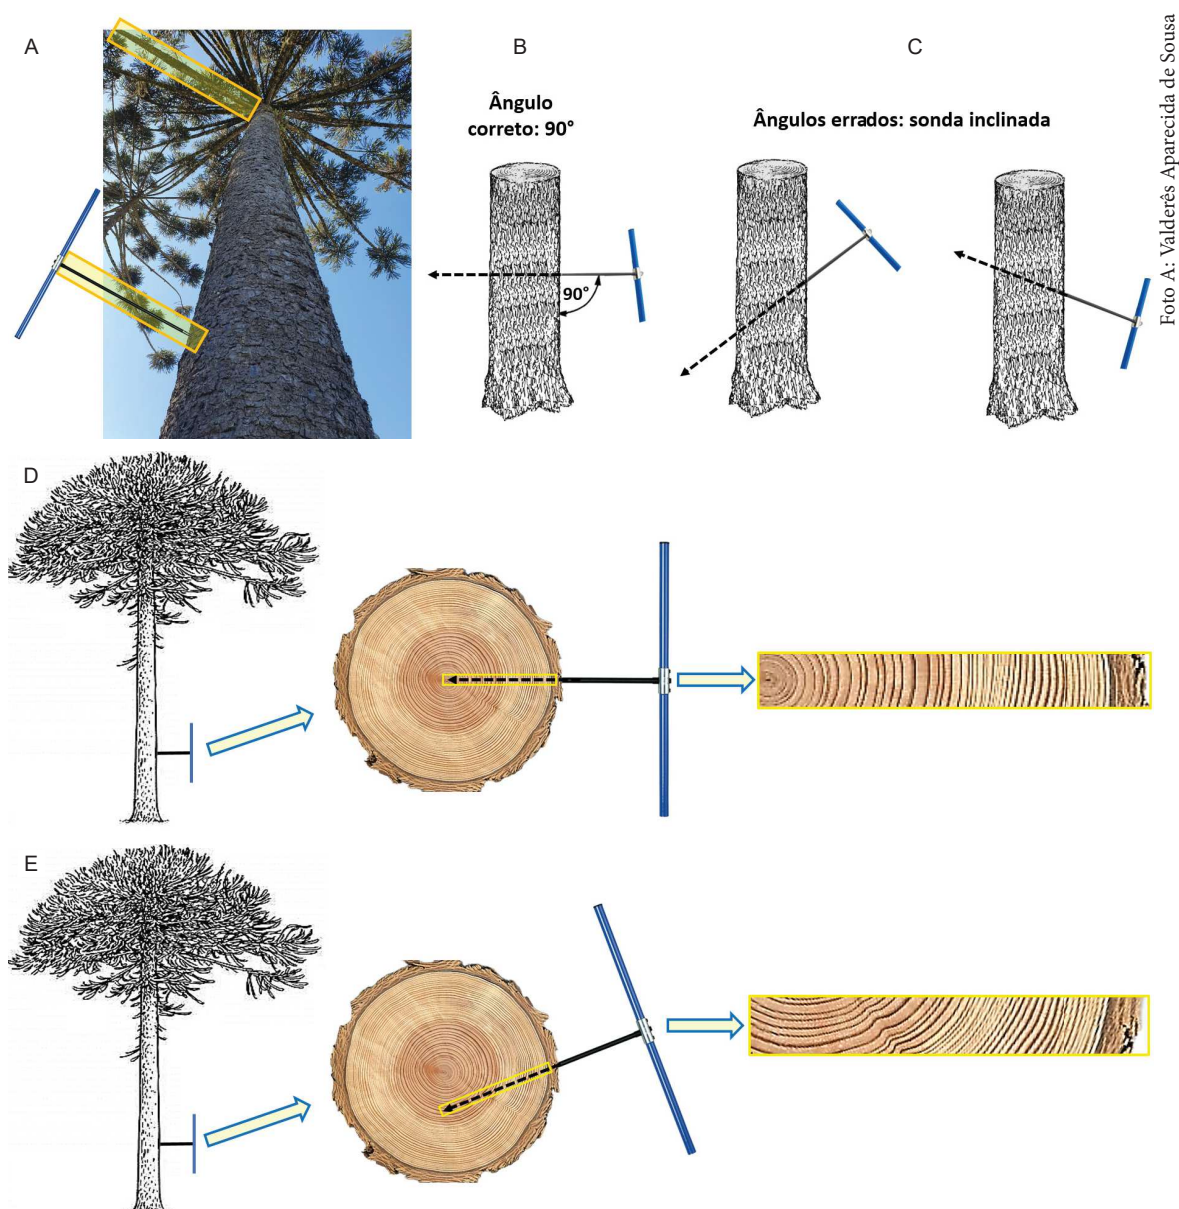 A
B
C
Ângulo
correto: 90°
Ângulos errados: sonda inclinada
90°
Foto A: Valderês Aparecida de Sousa
D
E